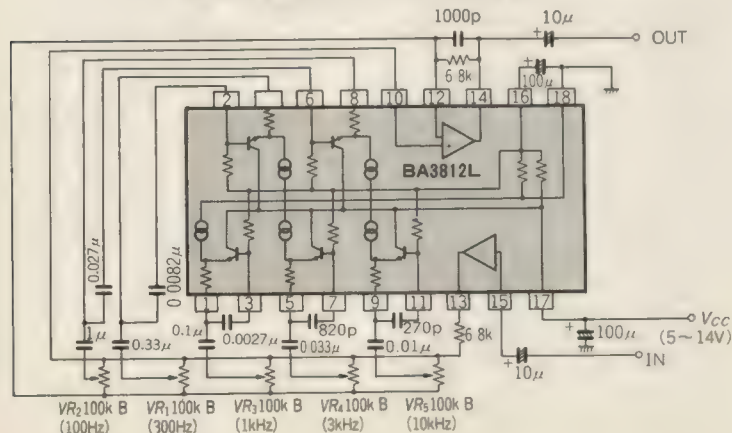 1000p
10μ
OUT
6 8k
100μ
2
6
8
10
12
14
16
18
BA3812L
0.027μ
0 0082μ
1
3
5
7
9
11
13
15
17
1μ
0.33μ
0.1μ
0.0027μ
0 033μ
820p
0.01μ
270p
6 8k
100μ
VCC
(5~14V)
10μ
IN
VR2 100k B
(100Hz)
VR1 100k B
(300Hz)
VR3 100k B
(1kHz)
VR4 100k B
(3kHz)
VR5 100k B
(10kHz)